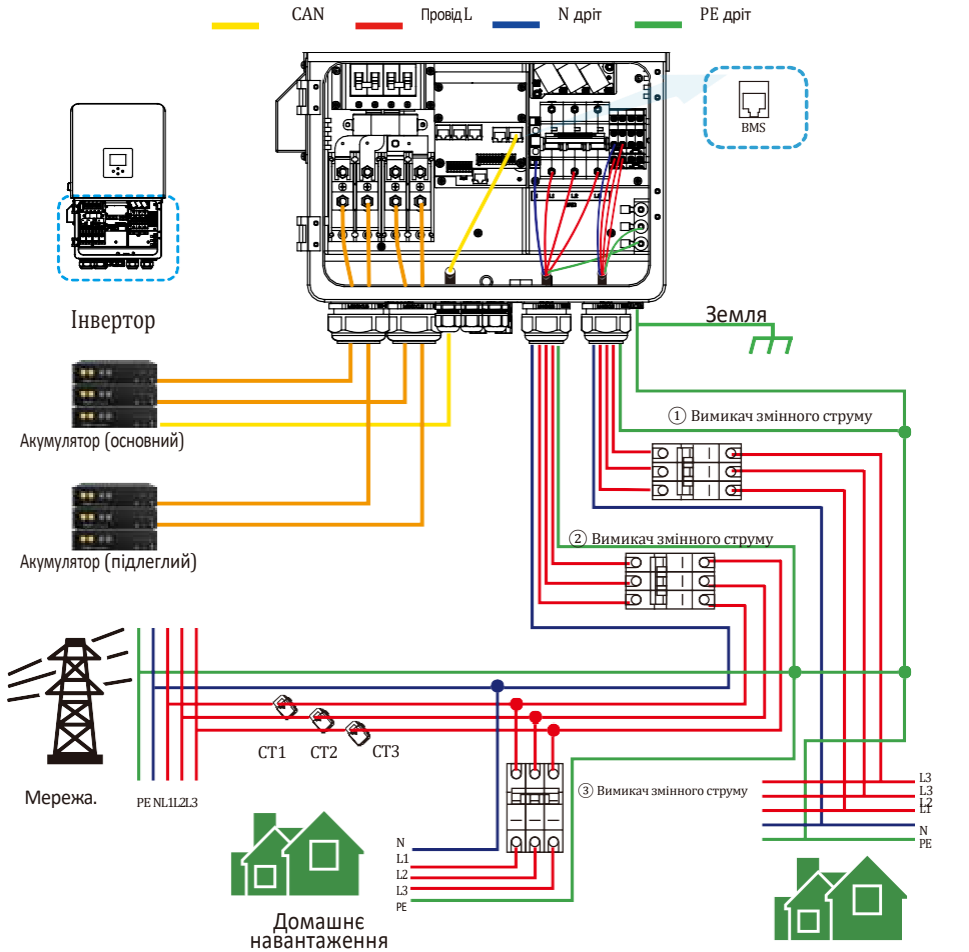 CAN
Провід L
N дріт
PE дріт
BMS
Інвертор
Земля
① Вимикач змінного струму
Акумулятор (основний)
② Вимикач змінного струму
Акумулятор (підлеглий)
CT1
CT2
CT3
Мережа.
PE NL1L2L3
③ Вимикач змінного струму
L3
L3
L2
L1
N
PE
N
L1
L2
L3
PE
Домашнє
навантаження